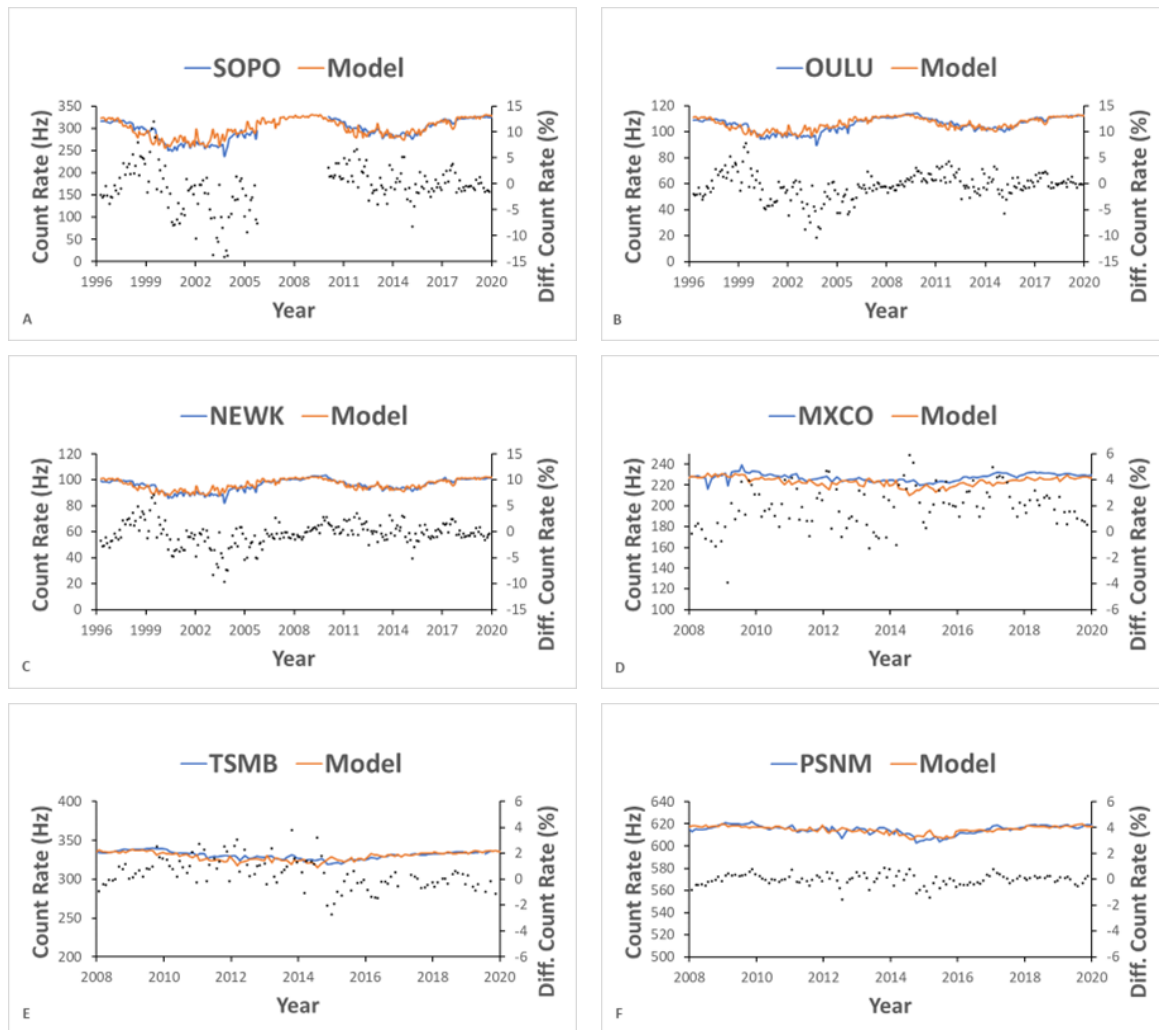 SOPO Model
Count Rate (Hz)
350
300
250
200
150
100
50
0
15
10
5
0
-5
-10
-15
Diff. Count Rate (%)
1996 1999 2002 2005 2008 2011 2014 2017 2020
Year
A
OULU Model
Count Rate (Hz)
120
100
80
60
40
20
0
15
10
5
0
-5
-10
-15
Diff. Count Rate (%)
1996 1999 2002 2005 2008 2011 2014 2017 2020
Year
B
NEWK Model
Count Rate (Hz)
120
100
80
60
40
20
0
15
10
5
0
-5
-10
-15
Diff. Count Rate (%)
1996 1999 2002 2005 2008 2011 2014 2017 2020
Year
C
MXCO Model
Count Rate (Hz)
240
220
200
180
160
140
120
100
6
4
2
0
-2
-4
-6
Diff. Count Rate (%)
2008 2010 2012 2014 2016 2018 2020
Year
D
TSMB Model
Count Rate (Hz)
400
350
300
250
200
6
4
2
0
-2
-4
-6
Diff. Count Rate (%)
2008 2010 2012 2014 2016 2018 2020
Year
E
PSNM Model
Count Rate (Hz)
640
620
600
580
560
540
520
500
6
4
2
0
-2
-4
-6
Diff. Count Rate (%)
2008 2010 2012 2014 2016 2018 2020
Year
F